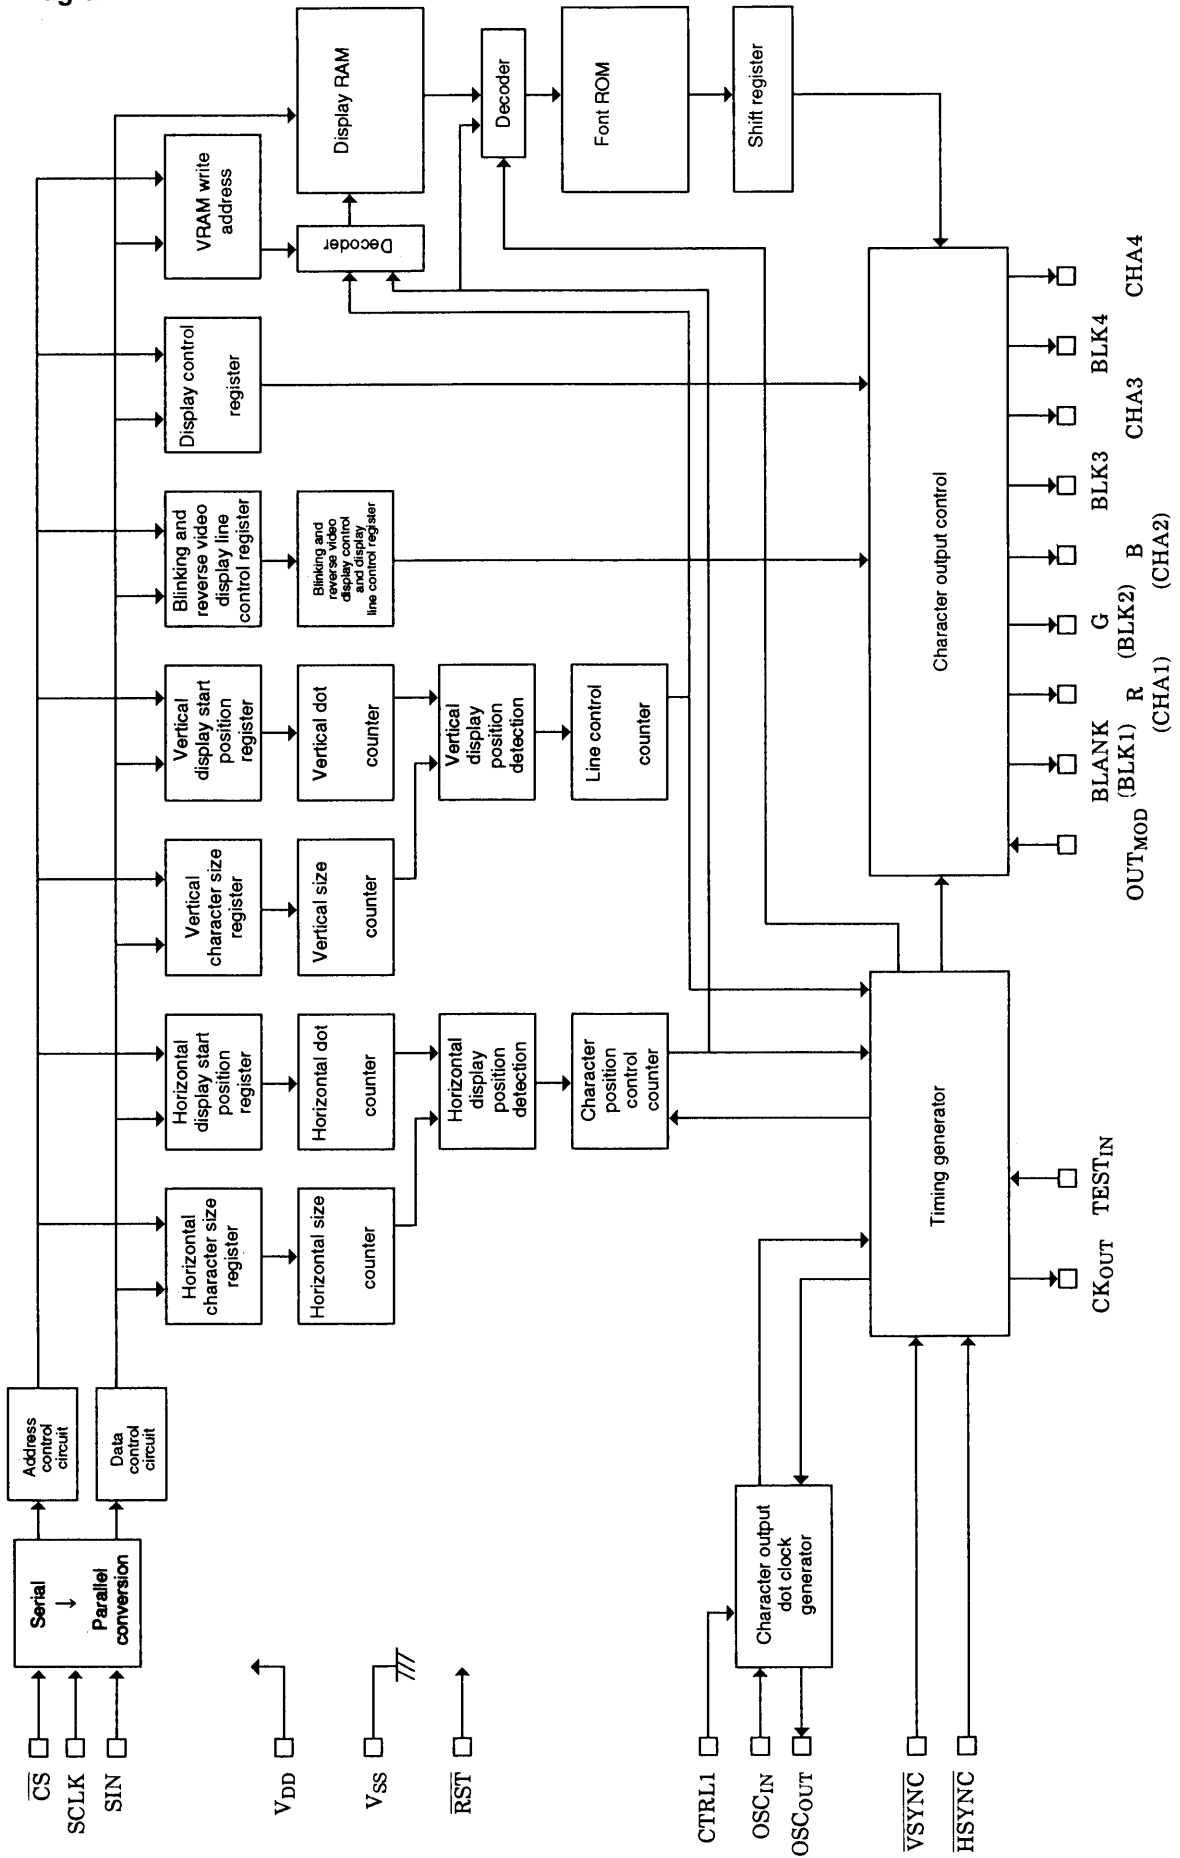 CS
SCLK
SIN
VDD
VSS
RST
CTRL1
OSCIN
OSCOUT
VSYNC
HSYNC
Serial
↓
Parallel
conversion
Address
control
circuit
Data
control
circuit
Horizontal
character size
register
Horizontal size
counter
Horizontal
display start
position
register
Horizontal dot
counter
Horizontal
display
position
detection
Character
position
control
counter
Vertical
character size
register
Vertical size
counter
Vertical
display start
position
register
Vertical dot
counter
Vertical
display
position
detection
Line control
counter
Blinking and
reverse video
display line
control register
Blinking and
reverse video
display control
and display
line control register
Display control
register
VRAM write
address
Decoder
Display RAM
Decoder
Font ROM
Shift register
Character output
dot clock
generator
Timing generator
Character output control
CKOUT
TESTIN
OUTMOD
BLANK
(BLK1)
R
(CHA1)
G
(BLK2)
B
(CHA2)
BLK3
CHA3
BLK4
CHA4